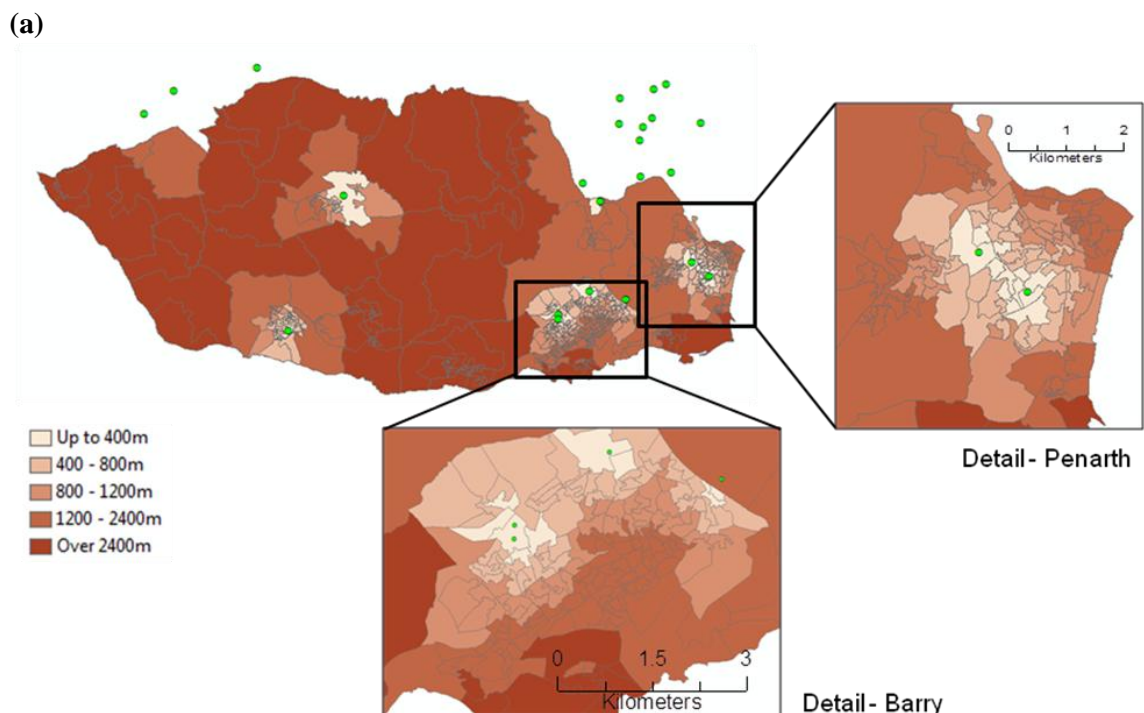 (a)
0 1 2
Kilometers
Detail - Penarth
Up to 400m
400 - 800m
800 - 1200m
1200 - 2400m
Over 2400m
0 1.5 3
Kilometers
Detail - Barry